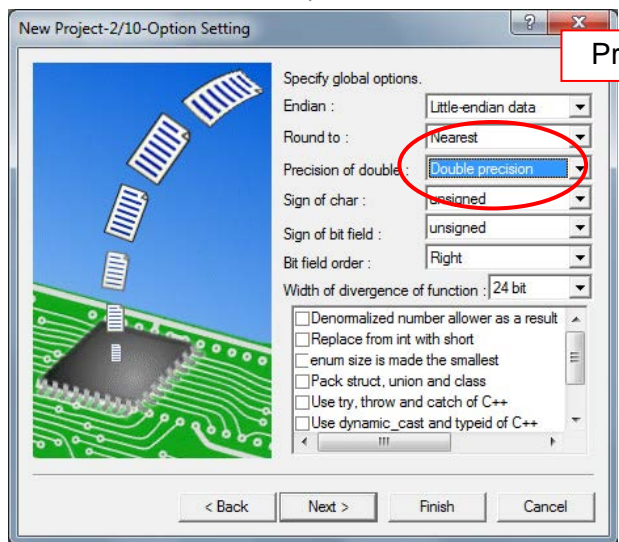 New Project-2/10-Option Setting
Pr
Specify global options.
Endian : Little-endian data
Round to : Nearest
Precision of double : Double precision
Sign of char : unsigned
Sign of bit field : unsigned
Bit field order : Right
Width of divergence of function : 24 bit
Denormalized number allower as a result
Replace from int with short
enum size is made the smallest
Pack struct, union and class
Use try, throw and catch of C++
Use dynamic_cast and typeid of C++
< Back Next > Finish Cancel